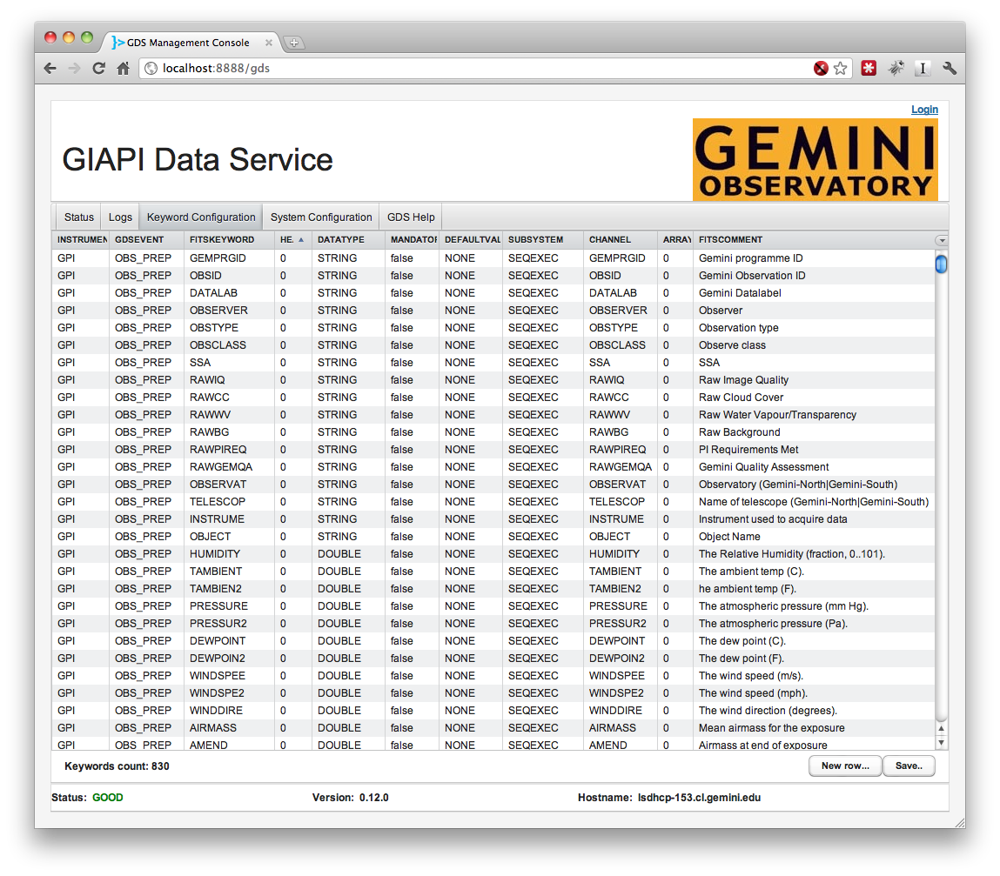 GDS Management Console
localhost:8888/gds
Login
GIAPI Data Service
GEMINI
OBSERVATORY
Status Logs Keyword Configuration System Configuration GDS Help
INSTRUMEN GDSEVENT FITSKEYWORD HE. DATATYPE MANDATOR DEFAULTVAL SUBSYSTEM CHANNEL ARRAY FITSCOMMENT
GPI OBS_PREP GEMPRGID 0 STRING false NONE SEQEXEC GEMPRGID 0 Gemini programme ID
GPI OBS_PREP OBSID 0 STRING false NONE SEQEXEC OBSID 0 Gemini Observation ID
GPI OBS_PREP DATALAB 0 STRING false NONE SEQEXEC DATALAB 0 Gemini Datalabel
GPI OBS_PREP OBSERVER 0 STRING false NONE SEQEXEC OBSERVER 0 Observer
GPI OBS_PREP OBSTYPE 0 STRING false NONE SEQEXEC OBSTYPE 0 Observation type
GPI OBS_PREP OBSCLASS 0 STRING false NONE SEQEXEC OBSCLASS 0 Observe class
GPI OBS_PREP SSA 0 STRING false NONE SEQEXEC SSA 0 SSA
GPI OBS_PREP RAWIQ 0 STRING false NONE SEQEXEC RAWIQ 0 Raw Image Quality
GPI OBS_PREP RAWCC 0 STRING false NONE SEQEXEC RAWCC 0 Raw Cloud Cover
GPI OBS_PREP RAWWV 0 STRING false NONE SEQEXEC RAWWV 0 Raw Water Vapour/Transparency
GPI OBS_PREP RAWBG 0 STRING false NONE SEQEXEC RAWBG 0 Raw Background
GPI OBS_PREP RAWPIREQ 0 STRING false NONE SEQEXEC RAWPIREQ 0 PI Requirements Met
GPI OBS_PREP RAWGEMQA 0 STRING false NONE SEQEXEC RAWGEMQA 0 Gemini Quality Assessment
GPI OBS_PREP OBSERVAT 0 STRING false NONE SEQEXEC OBSERVAT 0 Observatory (Gemini-North|Gemini-South)
GPI OBS_PREP TELESCOP 0 STRING false NONE SEQEXEC TELESCOP 0 Name of telescope (Gemini-North|Gemini-South)
GPI OBS_PREP INSTRUME 0 STRING false NONE SEQEXEC INSTRUME 0 Instrument used to acquire data
GPI OBS_PREP OBJECT 0 STRING false NONE SEQEXEC OBJECT 0 Object Name
GPI OBS_PREP HUMIDITY 0 DOUBLE false NONE SEQEXEC HUMIDITY 0 The Relative Humidity (fraction, 0..101).
GPI OBS_PREP TAMBIENT 0 DOUBLE false NONE SEQEXEC TAMBIENT 0 The ambient temp (C).
GPI OBS_PREP TAMBIEN2 0 DOUBLE false NONE SEQEXEC TAMBIEN2 0 he ambient temp (F).
GPI OBS_PREP PRESSURE 0 DOUBLE false NONE SEQEXEC PRESSURE 0 The atmospheric pressure (mm Hg).
GPI OBS_PREP PRESSUR2 0 DOUBLE false NONE SEQEXEC PRESSUR2 0 The atmospheric pressure (Pa).
GPI OBS_PREP DEWPOINT 0 DOUBLE false NONE SEQEXEC DEWPOINT 0 The dew point (C).
GPI OBS_PREP DEWPOIN2 0 DOUBLE false NONE SEQEXEC DEWPOIN2 0 The dew point (F).
GPI OBS_PREP WINDSPEE 0 DOUBLE false NONE SEQEXEC WINDSPEE 0 The wind speed (m/s).
GPI OBS_PREP WINDSPE2 0 DOUBLE false NONE SEQEXEC WINDSPE2 0 The wind speed (mph).
GPI OBS_PREP WINDDIRE 0 DOUBLE false NONE SEQEXEC WINDDIRE 0 The wind direction (degrees).
GPI OBS_PREP AIRMASS 0 DOUBLE false NONE SEQEXEC AIRMASS 0 Mean airmass for the exposure
GPI OBS_PREP AMEND 0 DOUBLE false NONE SEQEXEC AMEND 0 Airmass at end of exposure
Keywords count: 830 New row... Save..
Status: GOOD Version: 0.12.0 Hostname: lsdhcp-153.cl.gemini.edu